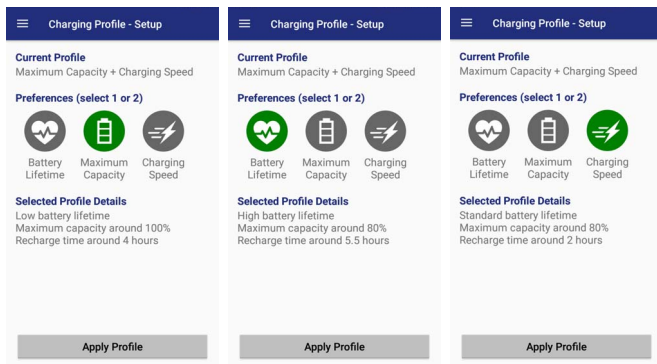 Charging Profile - Setup
Current Profile
Maximum Capacity + Charging Speed
Preferences (select 1 or 2)
Battery Lifetime
Maximum Capacity
Charging Speed
Selected Profile Details
Low battery lifetime
Maximum capacity around 100%
Recharge time around 4 hours
Apply Profile
Charging Profile - Setup
Current Profile
Maximum Capacity + Charging Speed
Preferences (select 1 or 2)
Battery Lifetime
Maximum Capacity
Charging Speed
Selected Profile Details
High battery lifetime
Maximum capacity around 80%
Recharge time around 5.5 hours
Apply Profile
Charging Profile - Setup
Current Profile
Maximum Capacity + Charging Speed
Preferences (select 1 or 2)
Battery Lifetime
Maximum Capacity
Charging Speed
Selected Profile Details
Standard battery lifetime
Maximum capacity around 80%
Recharge time around 2 hours
Apply Profile